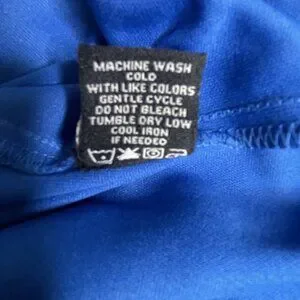 MACHINE WASH
COLD
WITH LIKE COLORS
GENTLE CYCLE
DO NOT BLEACH
TUMBLE DRY LOW
COOL IRON
IF NEEDED